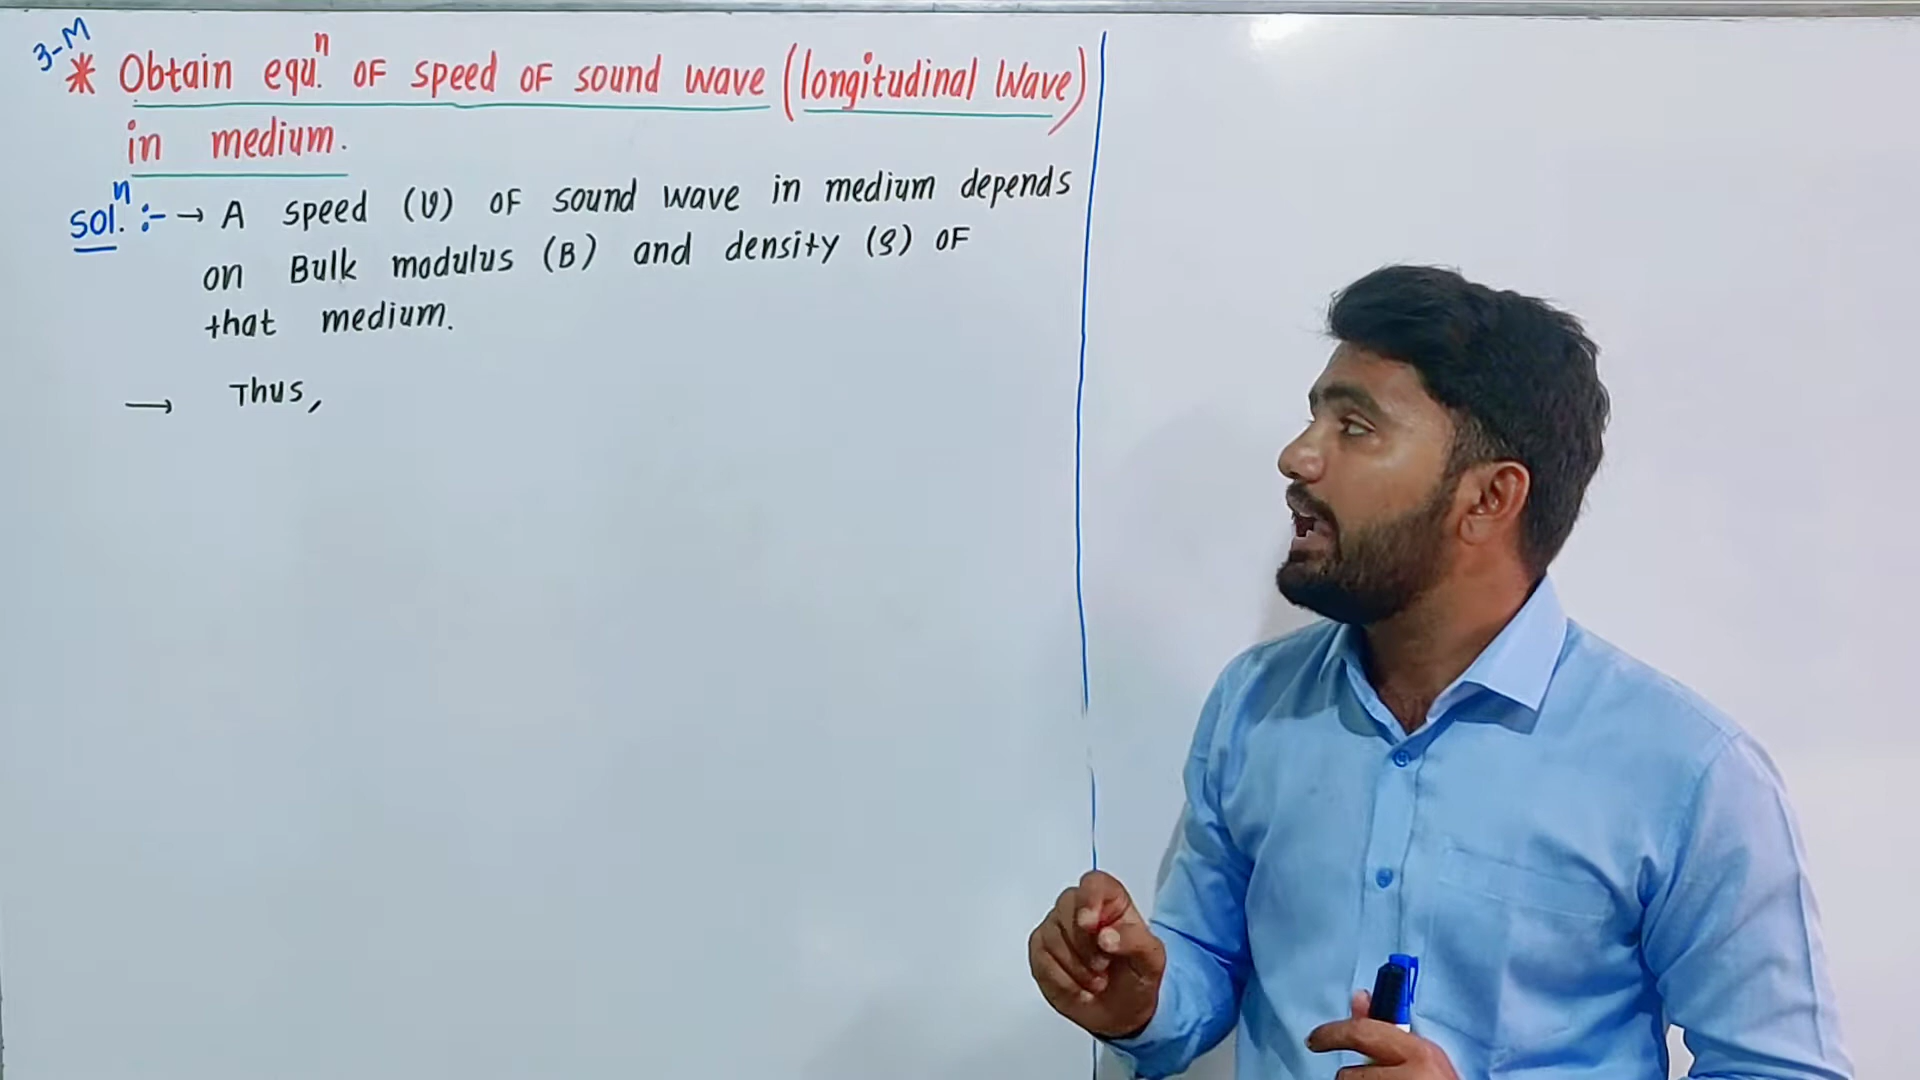 3-M
* Obtain equ.ⁿ OF speed OF sound wave (longitudinal Wave)
in medium.
Sol.ⁿ :- → A speed (υ) OF sound wave in medium depends
on Bulk modulus (B) and density (ρ) OF
that medium.
→ Thus,